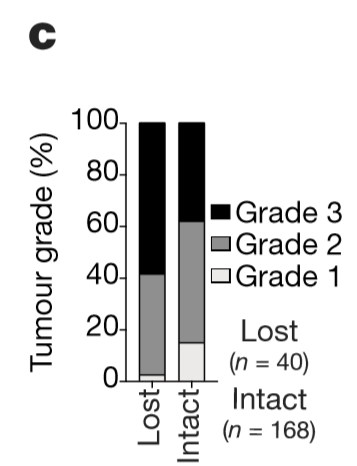 c
Tumour grade (%)
100
80
60
40
20
0
Lost
Intact
Grade 3
Grade 2
Grade 1
Lost
(n = 40)
Intact
(n = 168)